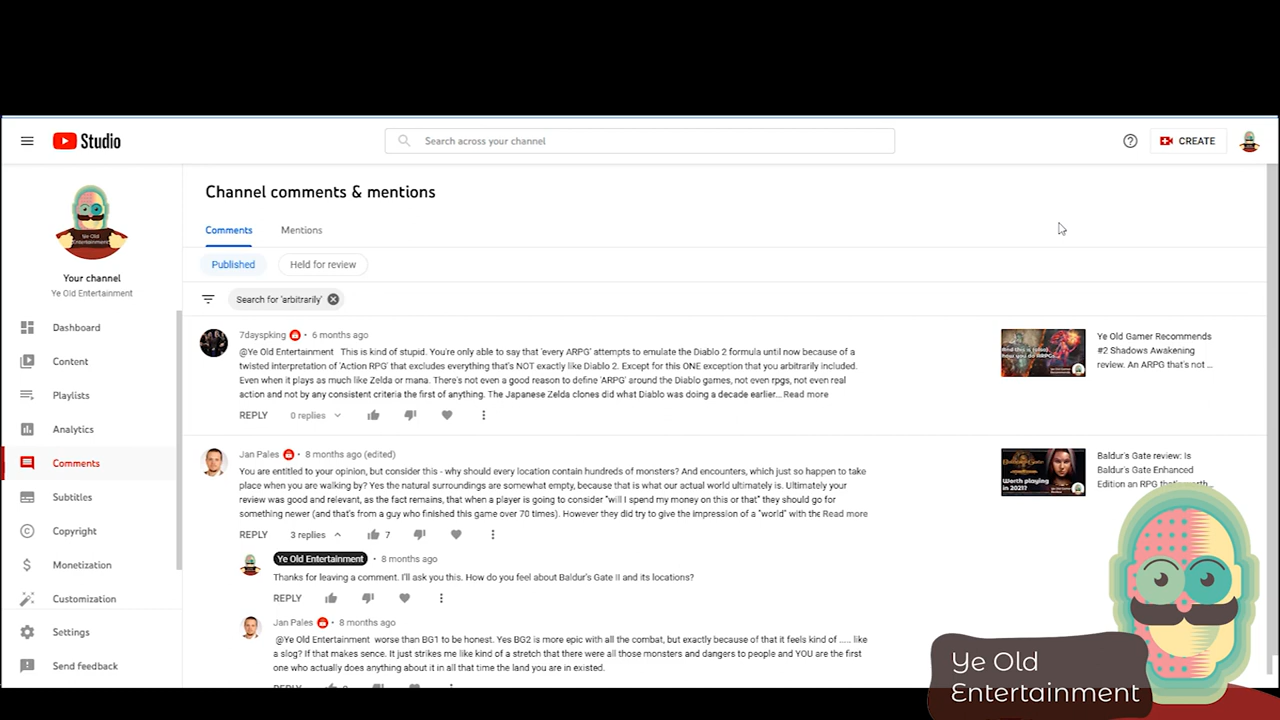 Studio
Search across your channel
CREATE
Ye Old
Entertainment
Your channel
Ye Old Entertainment
Dashboard
Content
Playlists
Analytics
Comments
Subtitles
Copyright
Monetization
Customization
Settings
Send feedback
Channel comments & mentions
Comments
Mentions
Published
Held for review
Search for 'arbitrarily'
7dayspking • 6 months ago
@Ye Old Entertainment This is kind of stupid. You're only able to say that 'every ARPG' attempts to emulate the Diablo 2 formula until now because of a
twisted interpretation of 'Action RPG' that excludes everything that's NOT exactly like Diablo 2. Except for this ONE exception that you arbitrarily included.
Even when it plays as much like Zelda or mana. There's not even a good reason to define 'ARPG' around the Diablo games, not even rpgs, not even real
action and not by any consistent criteria the first of anything. The Japanese Zelda clones did what Diablo was doing a decade earlier... Read more
REPLY 0 replies
And this is (also)
how you do RPGs
Ye Old Gamer Recommends
#2 Shadows Awakening
review. An ARPG that's not ...
Jan Pales • 8 months ago (edited)
You are entitled to your opinion, but consider this - why should every location contain hundreds of monsters? And encounters, which just so happen to take
place when you are walking by? Yes the natural surroundings are somewhat empty, because that is what our actual world ultimately is. Ultimately your
review was good and relevant, as the fact remains, that when a player is going to consider "will I spend my money on this or that" they should go for
something newer (and that's from a guy who finished this game over 70 times). However they did try to give the impression of a "world" with the Read more
REPLY 3 replies 7
Worth playing
in 2021?
Baldur's Gate review: Is
Baldur's Gate Enhanced
Edition an RPG that's worth
Ye Old Entertainment • 8 months ago
Thanks for leaving a comment. I'll ask you this. How do you feel about Baldur's Gate II and its locations?
REPLY
Jan Pales • 8 months ago
@Ye Old Entertainment worse than BG1 to be honest. Yes BG2 is more epic with all the combat, but exactly because of that it feels kind of ..... like
a slog? If that makes sence. It just strikes me like kind of a stretch that there were all those monsters and dangers to people and YOU are the first
one who actually does anything about it in all that time the land you are in existed.
Ye Old
Entertainment